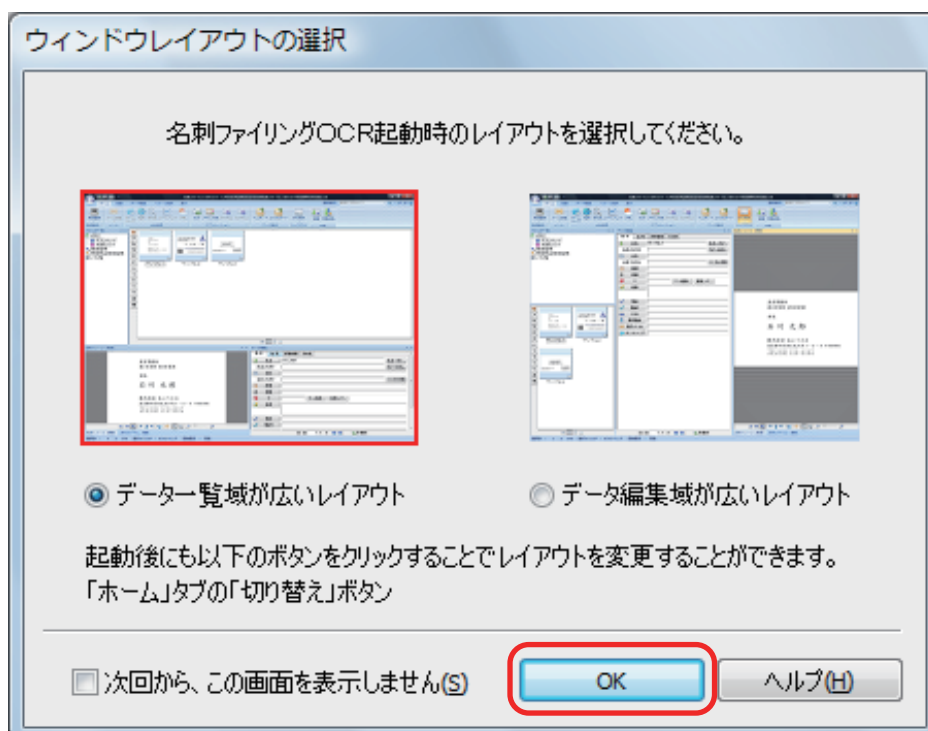 ウィンドウレイアウトの選択
名刺ファイリングOCR起動時のレイアウトを選択してください。
データ一覧域が広いレイアウト
データ編集域が広いレイアウト
起動後にも以下のボタンをクリックすることでレイアウトを変更することができます。
「ホーム」タブの「切り替え」ボタン
次回から、この画面を表示しません(S)
OK
ヘルプ(H)